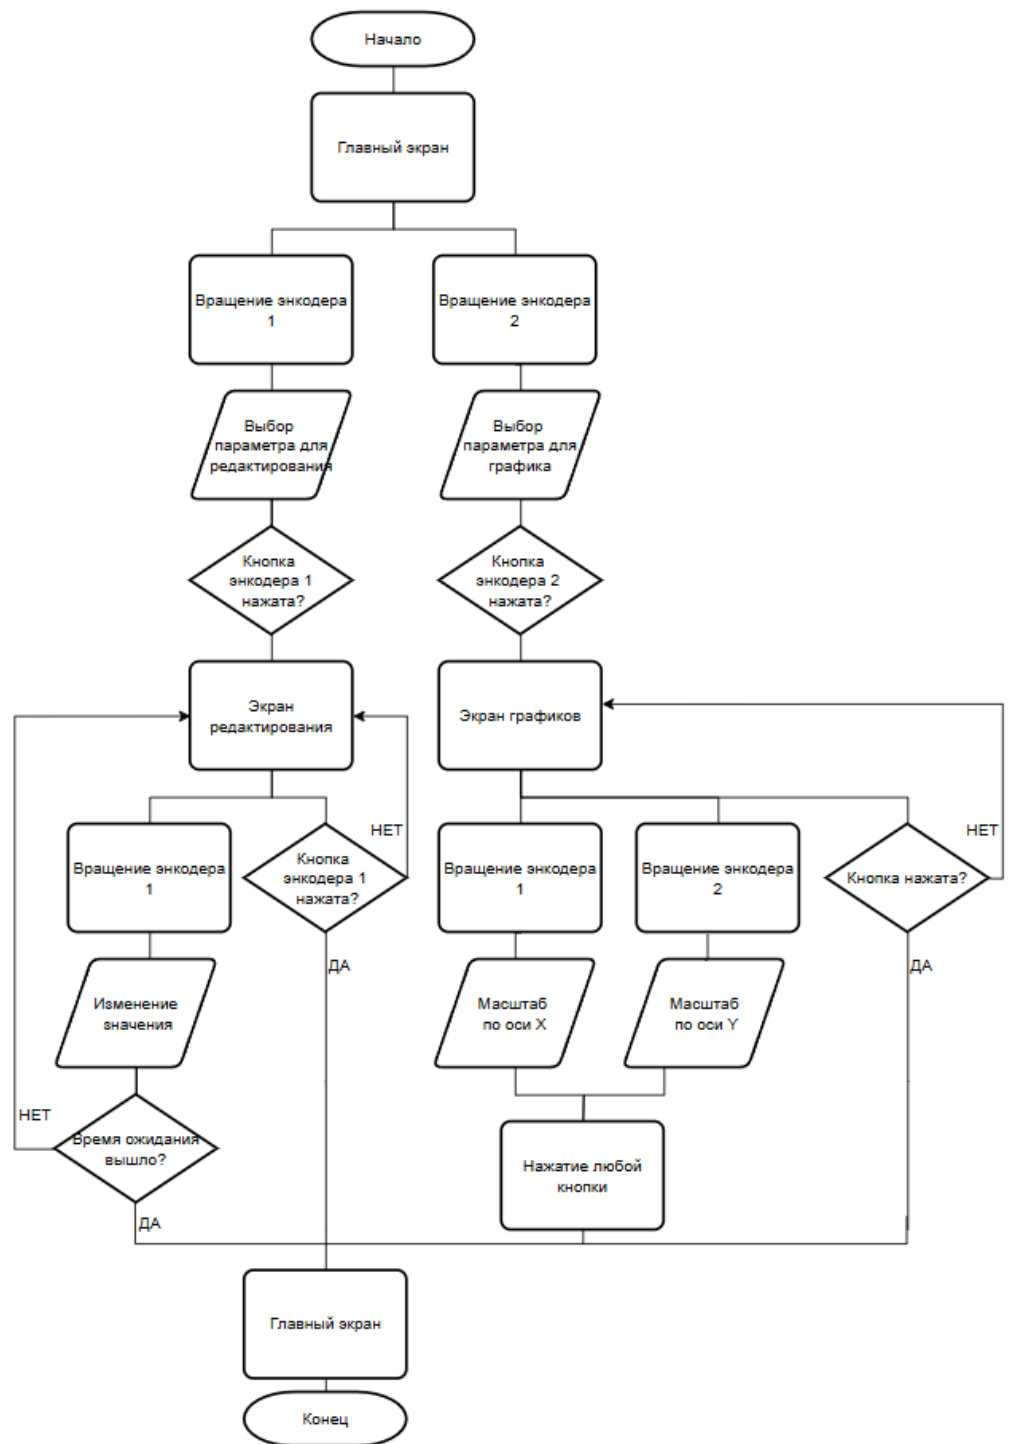 Начало
Главный экран
Вращение энкодера
1
Вращение энкодера
2
Выбор
параметра для
редактирования
Выбор
параметра для
графика
Кнопка
энкодера 1
нажата?
Кнопка
энкодера 2
нажата?
Экран
редактирования
Экран графиков
НЕТ
НЕТ
Вращение энкодера
1
Кнопка
энкодера 1
нажата?
Вращение энкодера
1
Вращение энкодера
2
Кнопка нажата?
ДА
ДА
Изменение
значения
Масштаб
по оси X
Масштаб
по оси Y
НЕТ
Время ожидания
вышло?
Нажатие любой
кнопки
ДА
Главный экран
Конец